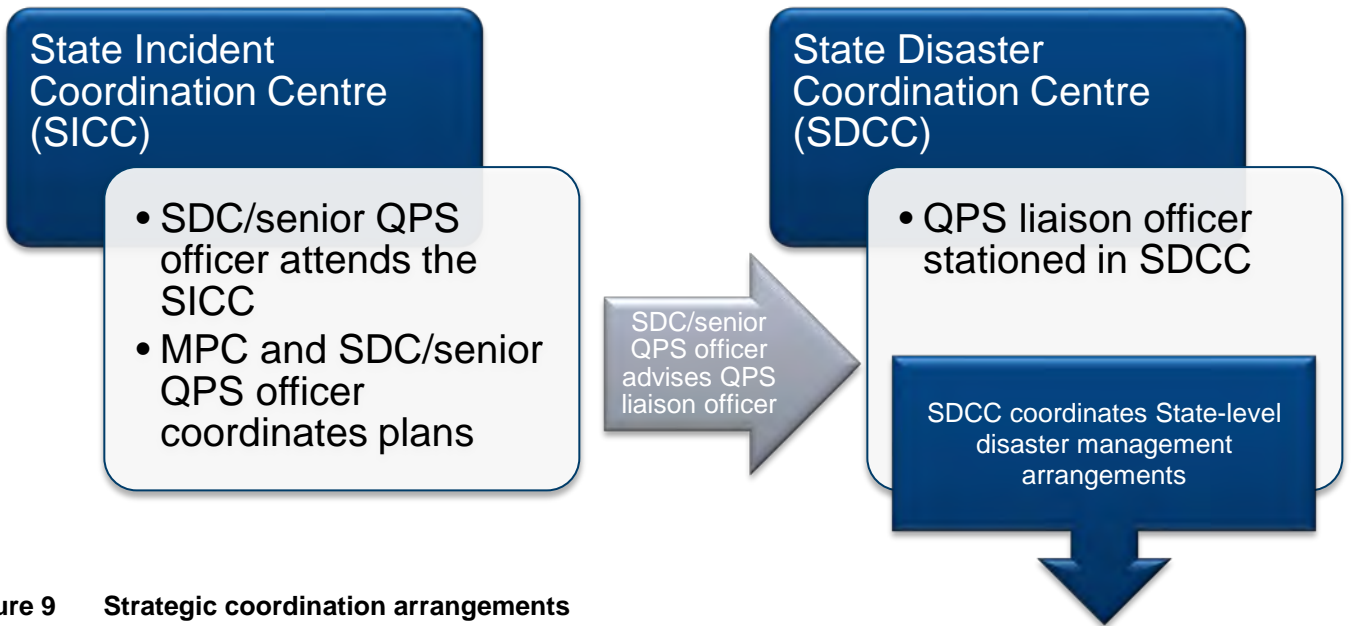 State Incident
Coordination Centre
(SICC)
• SDC/senior QPS
officer attends the
SICC
• MPC and SDC/senior
QPS officer
coordinates plans
SDC/senior
QPS officer
advises QPS
liaison officer
State Disaster
Coordination Centre
(SDCC)
• QPS liaison officer
stationed in SDCC
SDCC coordinates State-level
disaster management
arrangements
ure 9 Strategic coordination arrangements